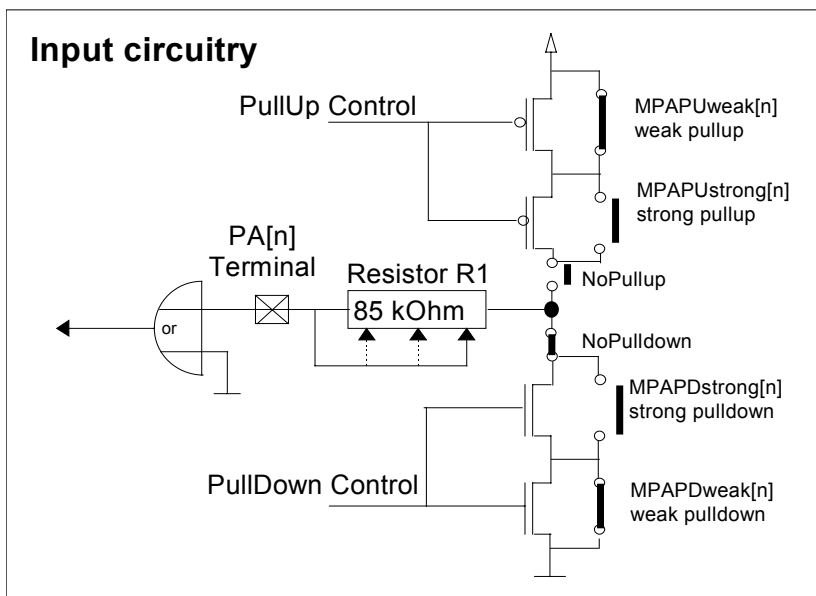 Input circuitry
PullUp Control
MPAPUweak[n]
weak pullup
MPAPUstrong[n]
strong pullup
PA[n]
Terminal
Resistor R1
85 kOhm
NoPullup
or
NoPulldown
MPAPDstrong[n]
strong pulldown
PullDown Control
MPAPDweak[n]
weak pulldown